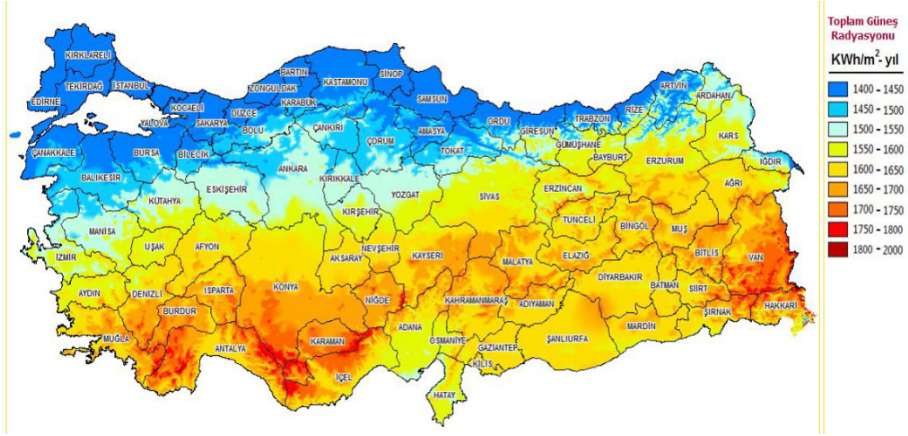 Toplam Güneş
Radyasyonu
KWh/m²- yıl
1400 - 1450
1450 - 1500
1500 - 1550
1550 - 1600
1600 - 1650
1650 - 1700
1700 - 1750
1750 - 1800
1800 - 2000
KIRKLARELİ
TEKİRDAĞ
İSTANBUL
EDİRNE
KOCAELİ
YALOVA
SAKARYA
DÜZCE
ZONGULDAK
BARTIN
KARABÜK
KASTAMONU
SİNOP
SAMSUN
BOLU
ÇANKIRI
ÇORUM
AMASYA
TOKAT
ORDU
GİRESUN
TRABZON
RİZE
ARTVİN
ARDAHAN
KARS
GÜMÜŞHANE
BAYBURT
ERZURUM
IĞDIR
ÇANAKKALE
BALIKESİR
BURSA
BİLECİK
KÜTAHYA
ESKİŞEHİR
ANKARA
KIRIKKALE
YOZGAT
KIRŞEHİR
SİVAS
ERZİNCAN
TUNCELİ
BİNGÖL
MUŞ
AĞRI
BİTLİS
VAN
MANİSA
İZMİR
UŞAK
AFYON
AKSARAY
NEVŞEHİR
KAYSERİ
MALATYA
ELAZIĞ
DİYARBAKIR
BATMAN
SİİRT
ŞIRNAK
HAKKARİ
AYDIN
DENİZLİ
ISPARTA
BURDUR
KONYA
NİĞDE
KAHRAMANMARAŞ
ADIYAMAN
MARDİN
MUĞLA
ANTALYA
KARAMAN
İÇEL
ADANA
OSMANİYE
GAZİANTEP
KİLİS
ŞANLIURFA
HATAY